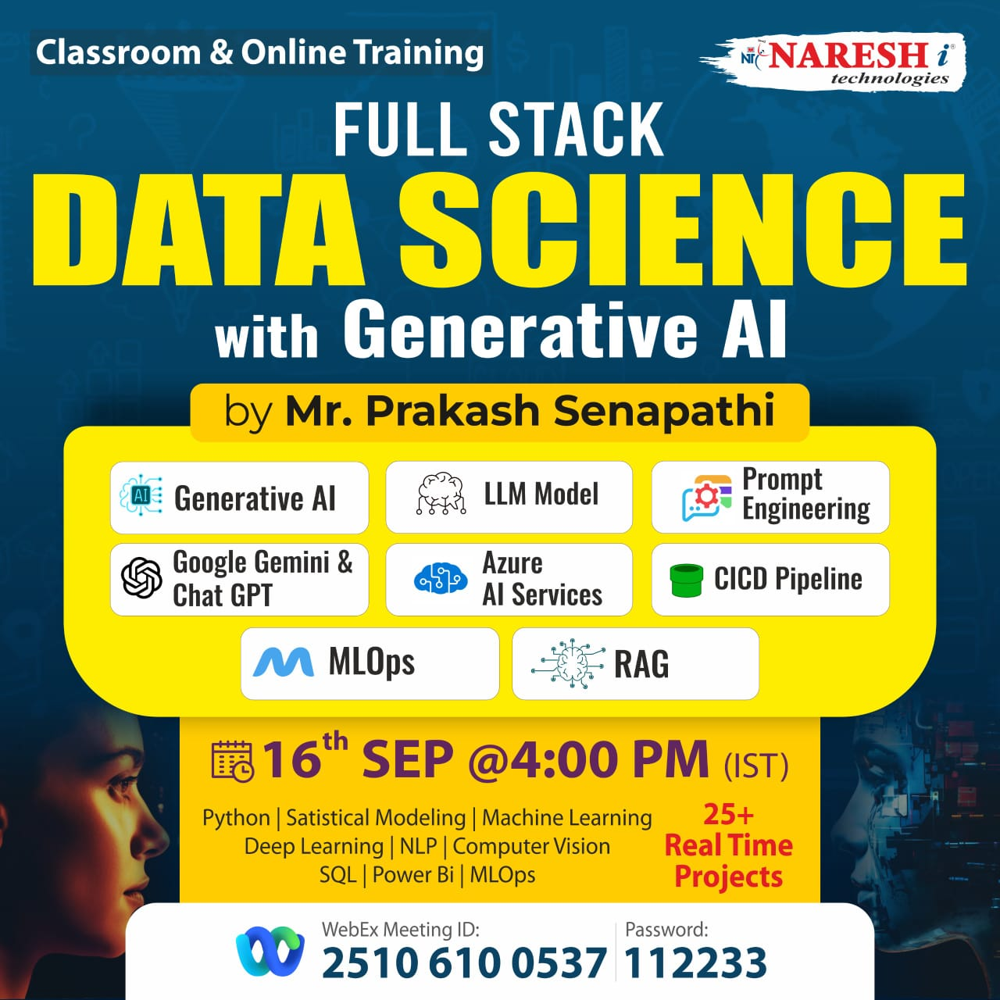 Classroom & Online Training
NT
NARESH i®
technologies
FULL STACK
DATA SCIENCE
with Generative AI
by Mr. Prakash Senapathi
AI
Generative AI
LLM Model
Prompt
Engineering
Google Gemini &
Chat GPT
Azure
AI Services
CICD Pipeline
MLOps
RAG
16th SEP @4:00 PM (IST)
Python | Satistical Modeling | Machine Learning
Deep Learning | NLP | Computer Vision
SQL | Power Bi | MLOps
25+
Real Time
Projects
WebEx Meeting ID:
2510 610 0537
Password:
112233